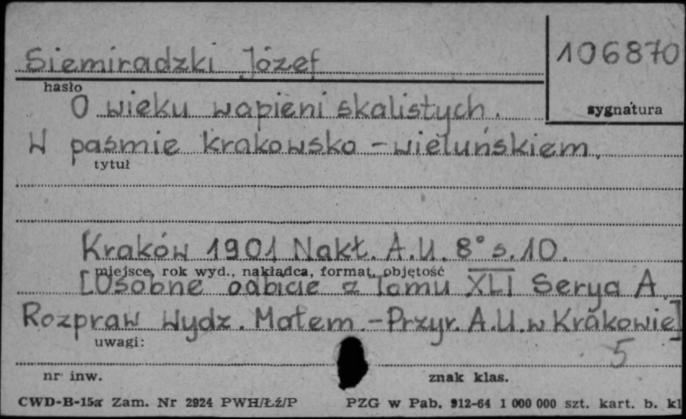 Siemiradzki Józef
106870
hasło
sygnatura
O wieku wapieni skalistych.
W paśmie krakowsko-wieluńskiem.
tytuł
Kraków 1901 Nakł. A.U. 8° s. 10.
miejsce, rok wyd., nakładca, format, objętość
[Osobne odbicie z Tomu XLI Serya A
Rozpraw Wydz. Matem.-Przyr. A.U. w Krakowie]
uwagi:
5
nr inw.
znak klas.
CWD-B-15a Zam. Nr 2924 PWH/Łż/P
PZG w Pab. 912-64 1 000 000 szt. kart. b. kl